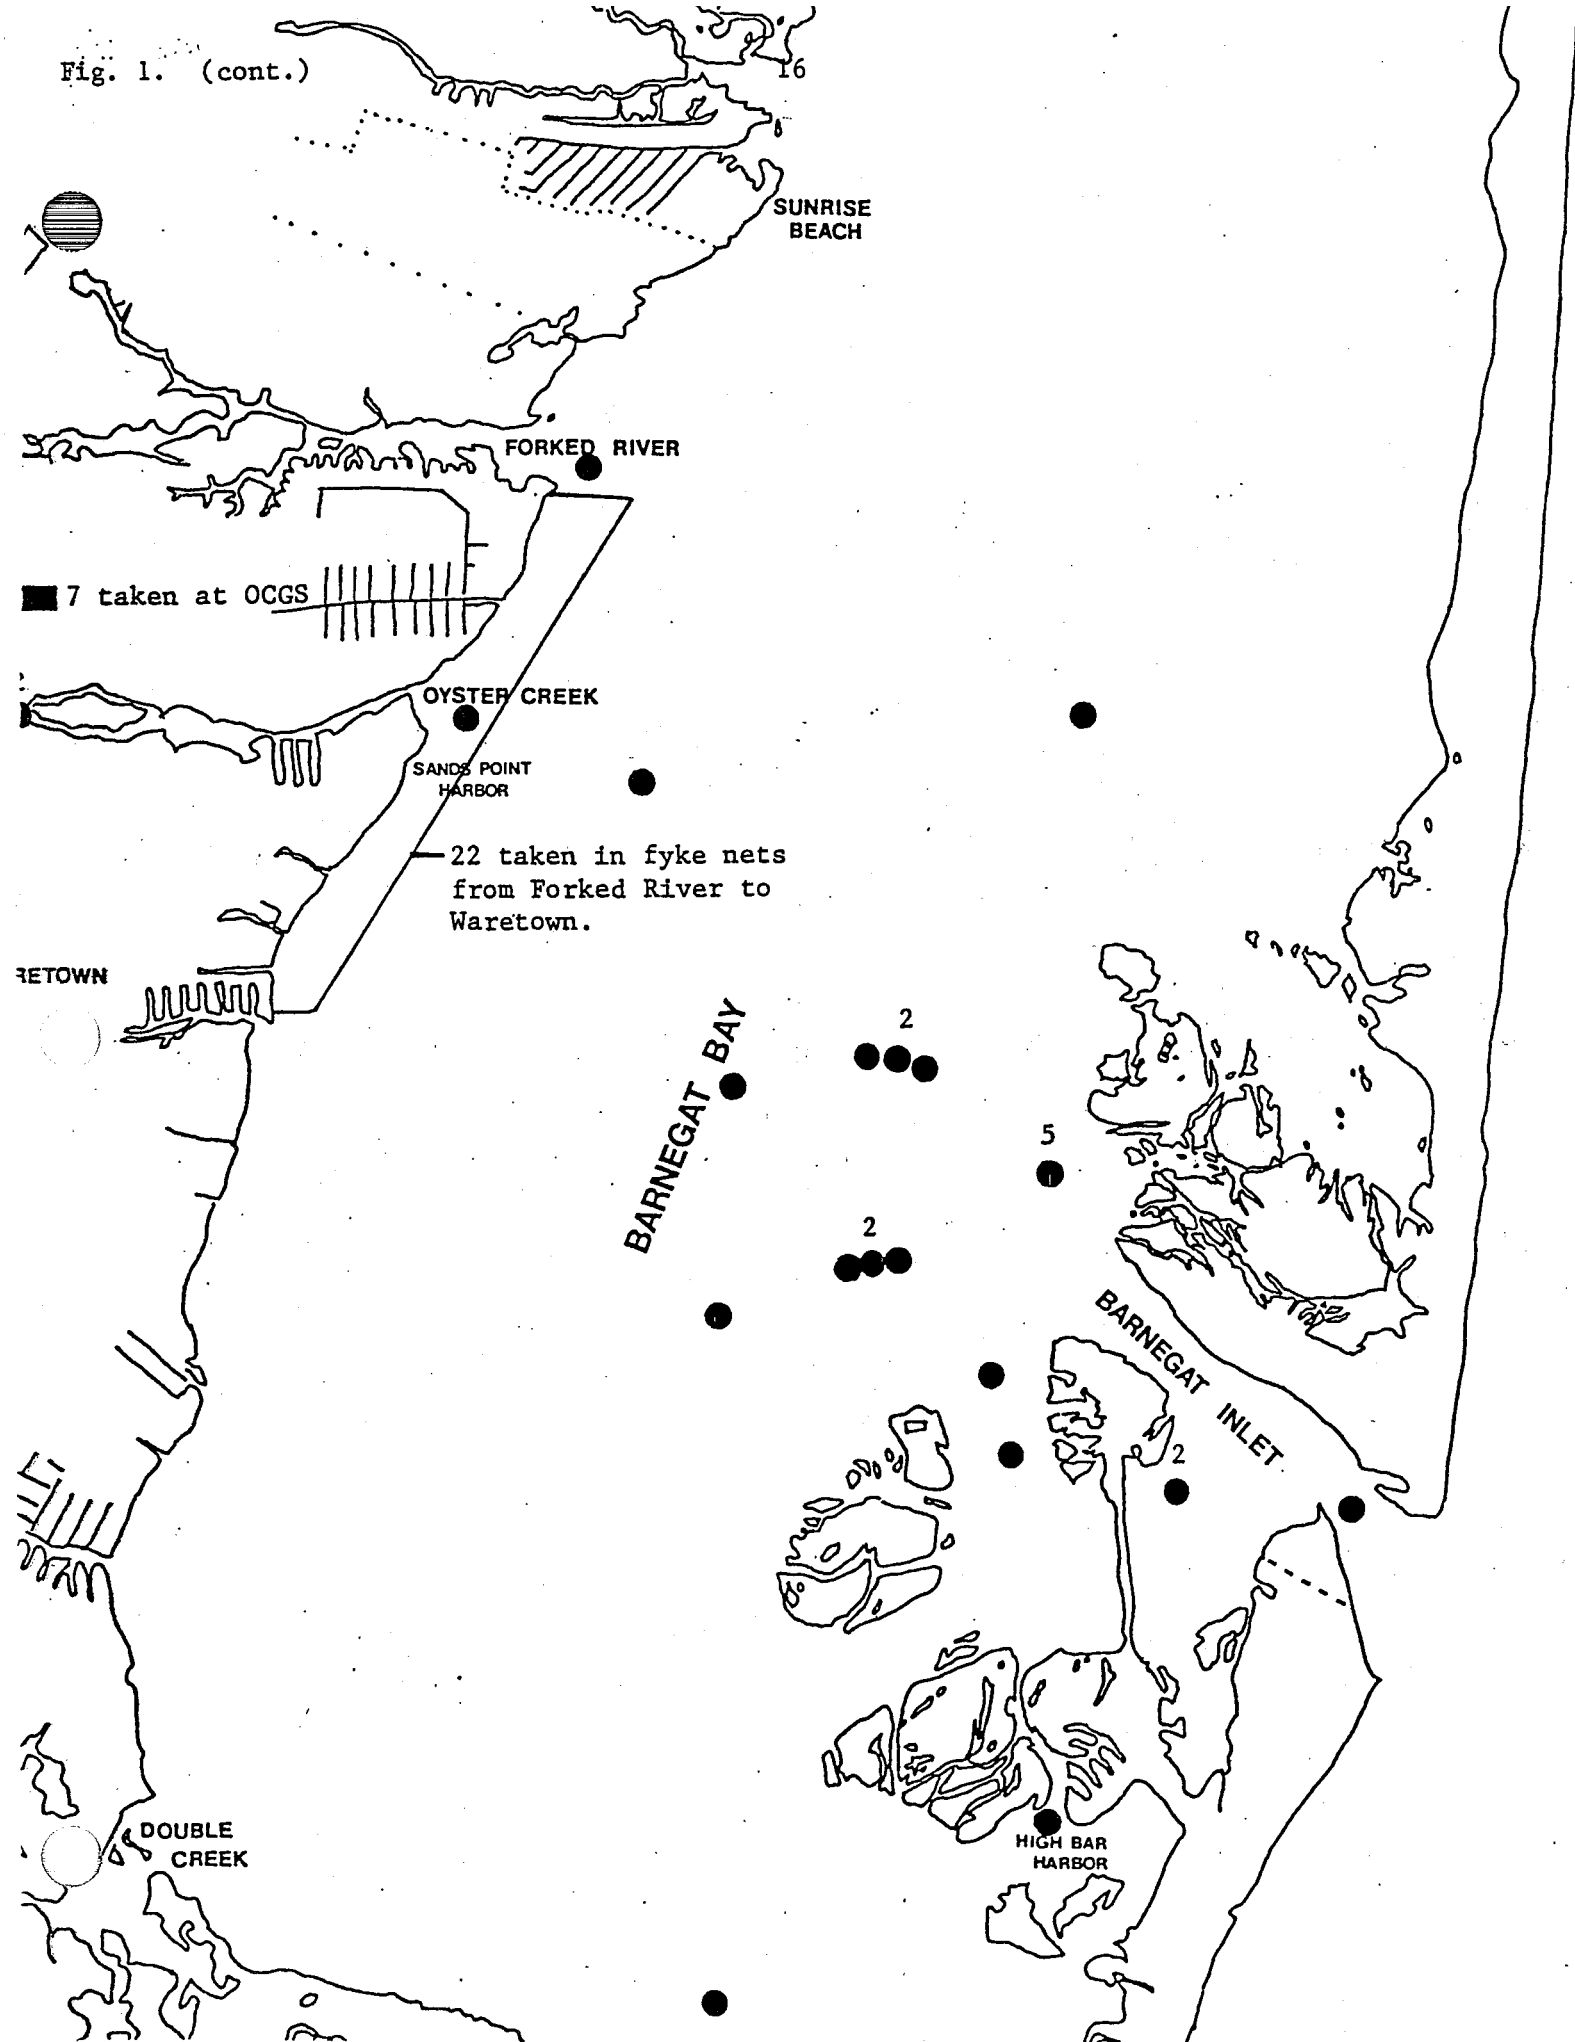 Fig. 1. (cont.)
16
SUNRISE
BEACH
FORKED RIVER
7 taken at OCGS
OYSTER CREEK
SANDS POINT
HARBOR
22 taken in fyke nets
from Forked River to
Waretown.
RETOWN
2
BARNEGAT BAY
5
2
BARNEGAT INLET
2
DOUBLE
CREEK
HIGH BAR
HARBOR